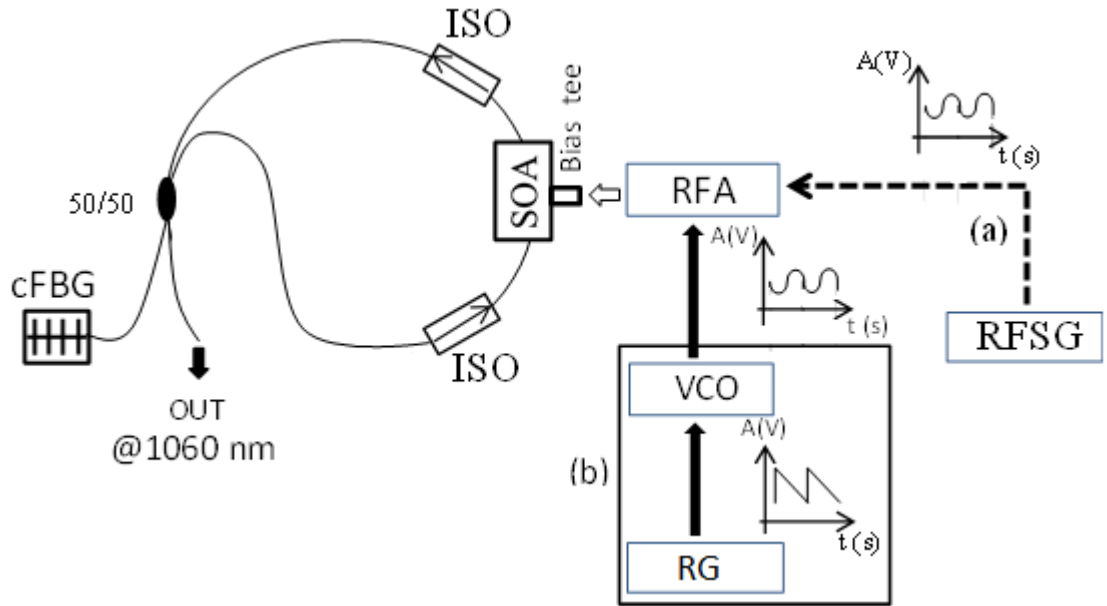 ISO
Bias tee
SOA
50/50
cFBG
ISO
OUT
@1060 nm
A(V)
t(s)
RFA
(a)
RFSG
A(V)
t(s)
VCO
A(V)
(b)
t(s)
RG